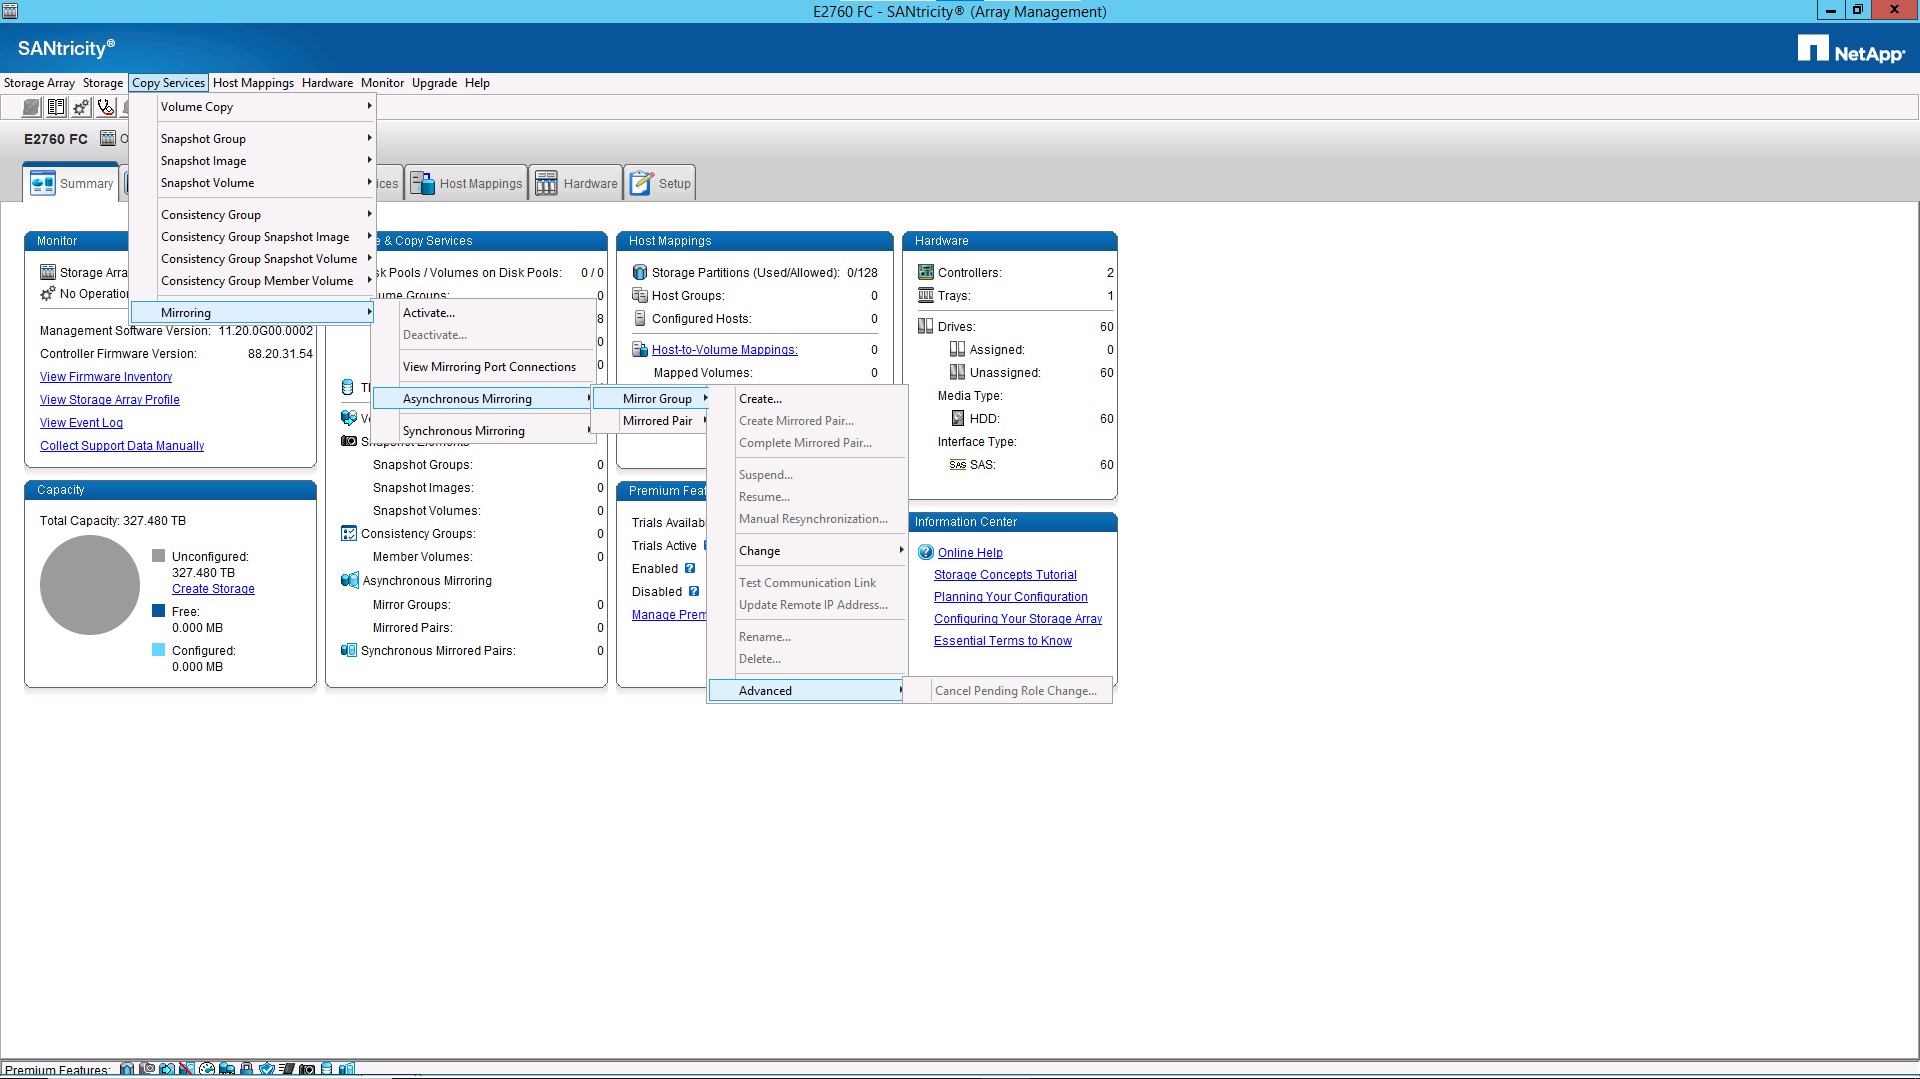 E2760 FC - SANtricity® (Array Management)
SANtricity®
NetApp
Storage Array Storage Copy Services Host Mappings Hardware Monitor Upgrade Help
E2760 FC O
Summary
ices
Host Mappings
Hardware
Setup
Volume Copy
Snapshot Group
Snapshot Image
Snapshot Volume
Consistency Group
Consistency Group Snapshot Image
Consistency Group Snapshot Volume
Consistency Group Member Volume
Mirroring
Activate...
Deactivate...
View Mirroring Port Connections
Asynchronous Mirroring
Synchronous Mirroring
Mirror Group
Mirrored Pair
Create...
Create Mirrored Pair...
Complete Mirrored Pair...
Suspend...
Resume...
Manual Resynchronization...
Change
Test Communication Link
Update Remote IP Address...
Rename...
Delete...
Advanced
Cancel Pending Role Change...
Monitor
Storage Arra
No Operation
Management Software Version: 11.20.0G00.0002
Controller Firmware Version: 88.20.31.54
View Firmware Inventory
View Storage Array Profile
View Event Log
Collect Support Data Manually
Capacity
Total Capacity: 327.480 TB
Unconfigured:
327.480 TB
Create Storage
Free:
0.000 MB
Configured:
0.000 MB
e & Copy Services
sk Pools / Volumes on Disk Pools: 0 / 0
ume Groups: 0
8
0
0
Snapshot Elements
Snapshot Groups: 0
Snapshot Images: 0
Snapshot Volumes: 0
Consistency Groups: 0
Member Volumes: 0
Asynchronous Mirroring
Mirror Groups: 0
Mirrored Pairs: 0
Synchronous Mirrored Pairs: 0
Host Mappings
Storage Partitions (Used/Allowed): 0/128
Host Groups: 0
Configured Hosts: 0
Host-to-Volume Mappings: 0
Mapped Volumes: 0
Premium Fea
Trials Availab
Trials Active
Enabled
Disabled
Manage Prem
Hardware
Controllers: 2
Trays: 1
Drives: 60
Assigned: 0
Unassigned: 60
Media Type:
HDD: 60
Interface Type:
SAS SAS: 60
Information Center
Online Help
Storage Concepts Tutorial
Planning Your Configuration
Configuring Your Storage Array
Essential Terms to Know
Premium Features: